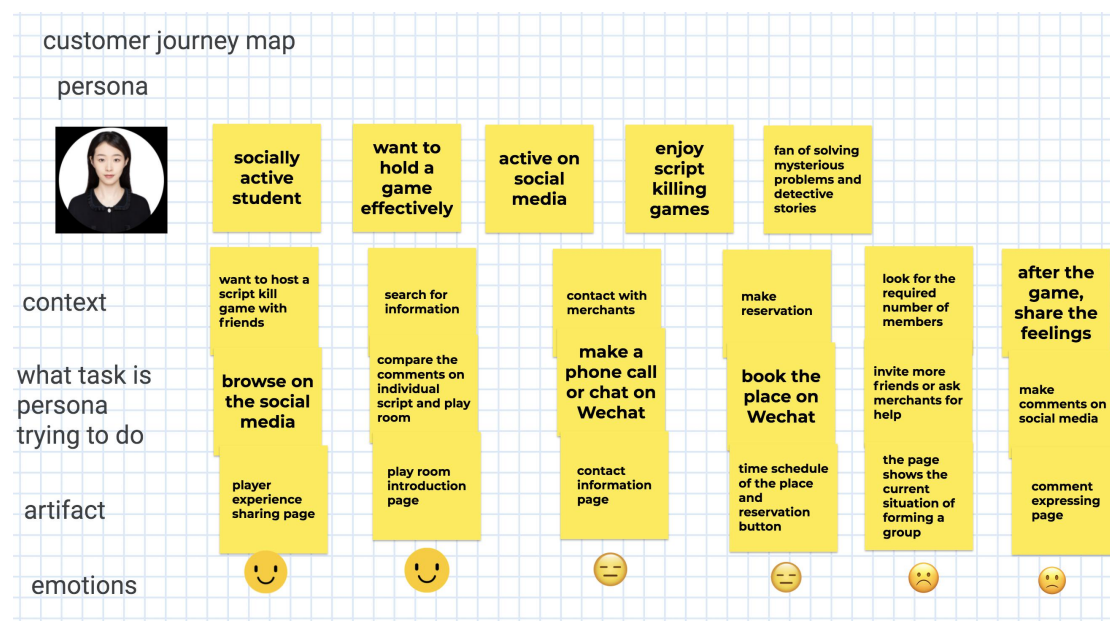 customer journey map
persona
socially
active
student
want to
hold a
game
effectively
active on
social
media
enjoy
script
killing
games
fan of solving
mysterious
problems and
detective
stories
context
want to host a
script kill
game with
friends
search for
information
contact with
merchants
make
reservation
look for the
required
number of
members
after the
game,
share the
feelings
what task is
persona
trying to do
browse on
the social
media
compare the
comments on
individual
script and play
room
make a
phone call
or chat on
Wechat
book the
place on
Wechat
invite more
friends or ask
merchants for
help
make
comments on
social media
artifact
player
experience
sharing page
play room
introduction
page
contact
information
page
time schedule
of the place
and
reservation
button
the page
shows the
current
situation of
forming a
group
comment
expressing
page
emotions